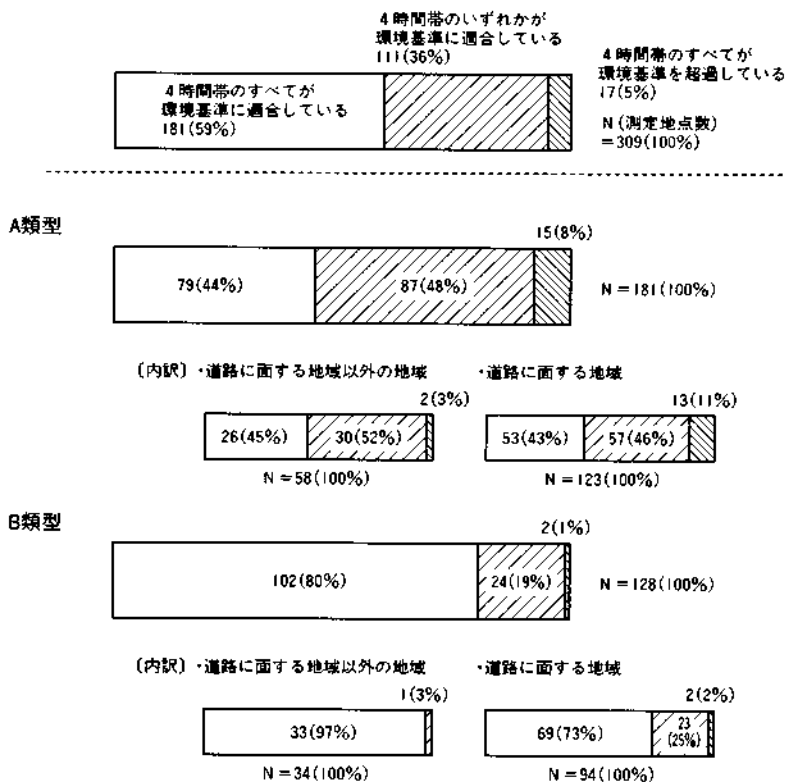 4時間帯のいずれかが
環境基準に適合している
111(36%)
4時間帯のすべてが
環境基準を超過している
17(5%)
4時間帯のすべてが
環境基準に適合している
181(59%)
N(測定地点数)
=309(100%)
A類型
15(8%)
79(44%)
87(48%)
N=181(100%)
〔内訳〕・道路に面する地域以外の地域
・道路に面する地域
2(3%)
13(11%)
26(45%)
30(52%)
53(43%)
57(46%)
N=58(100%)
N=123(100%)
B類型
2(1%)
102(80%)
24(19%)
N=128(100%)
〔内訳〕・道路に面する地域以外の地域
・道路に面する地域
1(3%)
2(2%)
33(97%)
69(73%)
23
(25%)
N=34(100%)
N=94(100%)